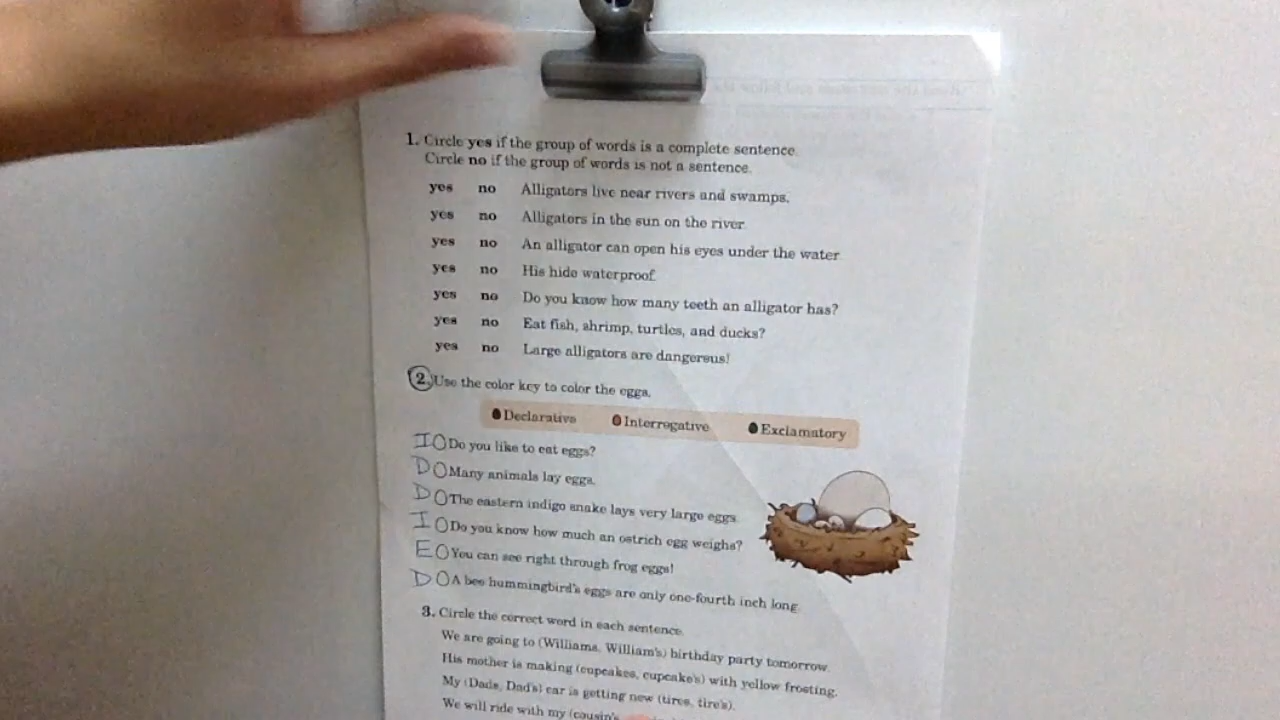 1. Circle yes if the group of words is a complete sentence.
Circle no if the group of words is not a sentence.
yes no Alligators live near rivers and swamps.
yes no Alligators in the sun on the river.
yes no An alligator can open his eyes under the water.
yes no His hide waterproof.
yes no Do you know how many teeth an alligator has?
yes no Eat fish, shrimp, turtles, and ducks?
yes no Large alligators are dangerous!
2. Use the color key to color the eggs.
Declarative Interrogative Exclamatory
I Do you like to eat eggs?
D Many animals lay eggs.
D The eastern indigo snake lays very large eggs.
I Do you know how much an ostrich egg weighs?
E You can see right through frog eggs!
D A bee hummingbird's eggs are only one-fourth inch long.
3. Circle the correct word in each sentence.
We are going to (Williams, William's) birthday party tomorrow.
His mother is making (cupcakes, cupcake's) with yellow frosting.
My (Dads, Dad's) car is getting new (tires, tire's).
We will ride with my (cousin's